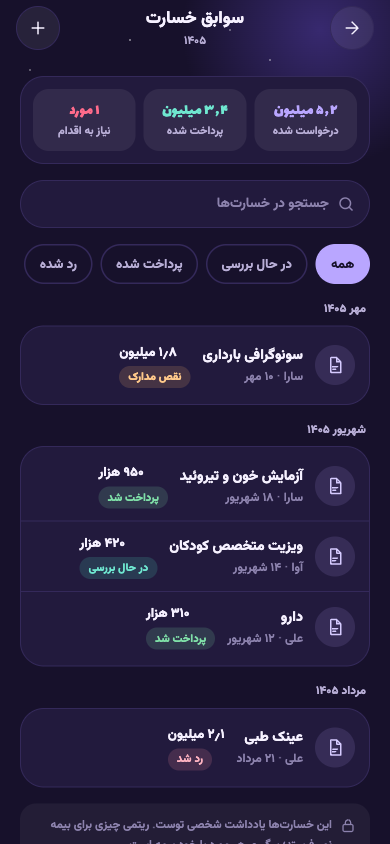 سوابق خسارت
۱۴۰۵
۵٫۲ میلیون
درخواست شده
۳٫۴ میلیون
پرداخت شده
۱ مورد
نیاز به اقدام
جستجو در خسارت‌ها
همه
در حال بررسی
پرداخت شده
رد شده
مهر ۱۴۰۵
سونوگرافی بارداری
۱٫۸ میلیون
سارا · ۱۰ مهر
نقص مدارک
شهریور ۱۴۰۵
آزمایش خون و تیروئید
۹۵۰ هزار
سارا · ۱۸ شهریور
پرداخت شد
ویزیت متخصص کودکان
۴۲۰ هزار
آوا · ۱۴ شهریور
در حال بررسی
دارو
۳۱۰ هزار
علی · ۱۲ شهریور
پرداخت شد
مرداد ۱۴۰۵
عینک طبی
۲٫۱ میلیون
علی · ۲۱ مرداد
رد شد
این خسارت‌ها یادداشت شخصی توست. ریتمی چیزی برای بیمه